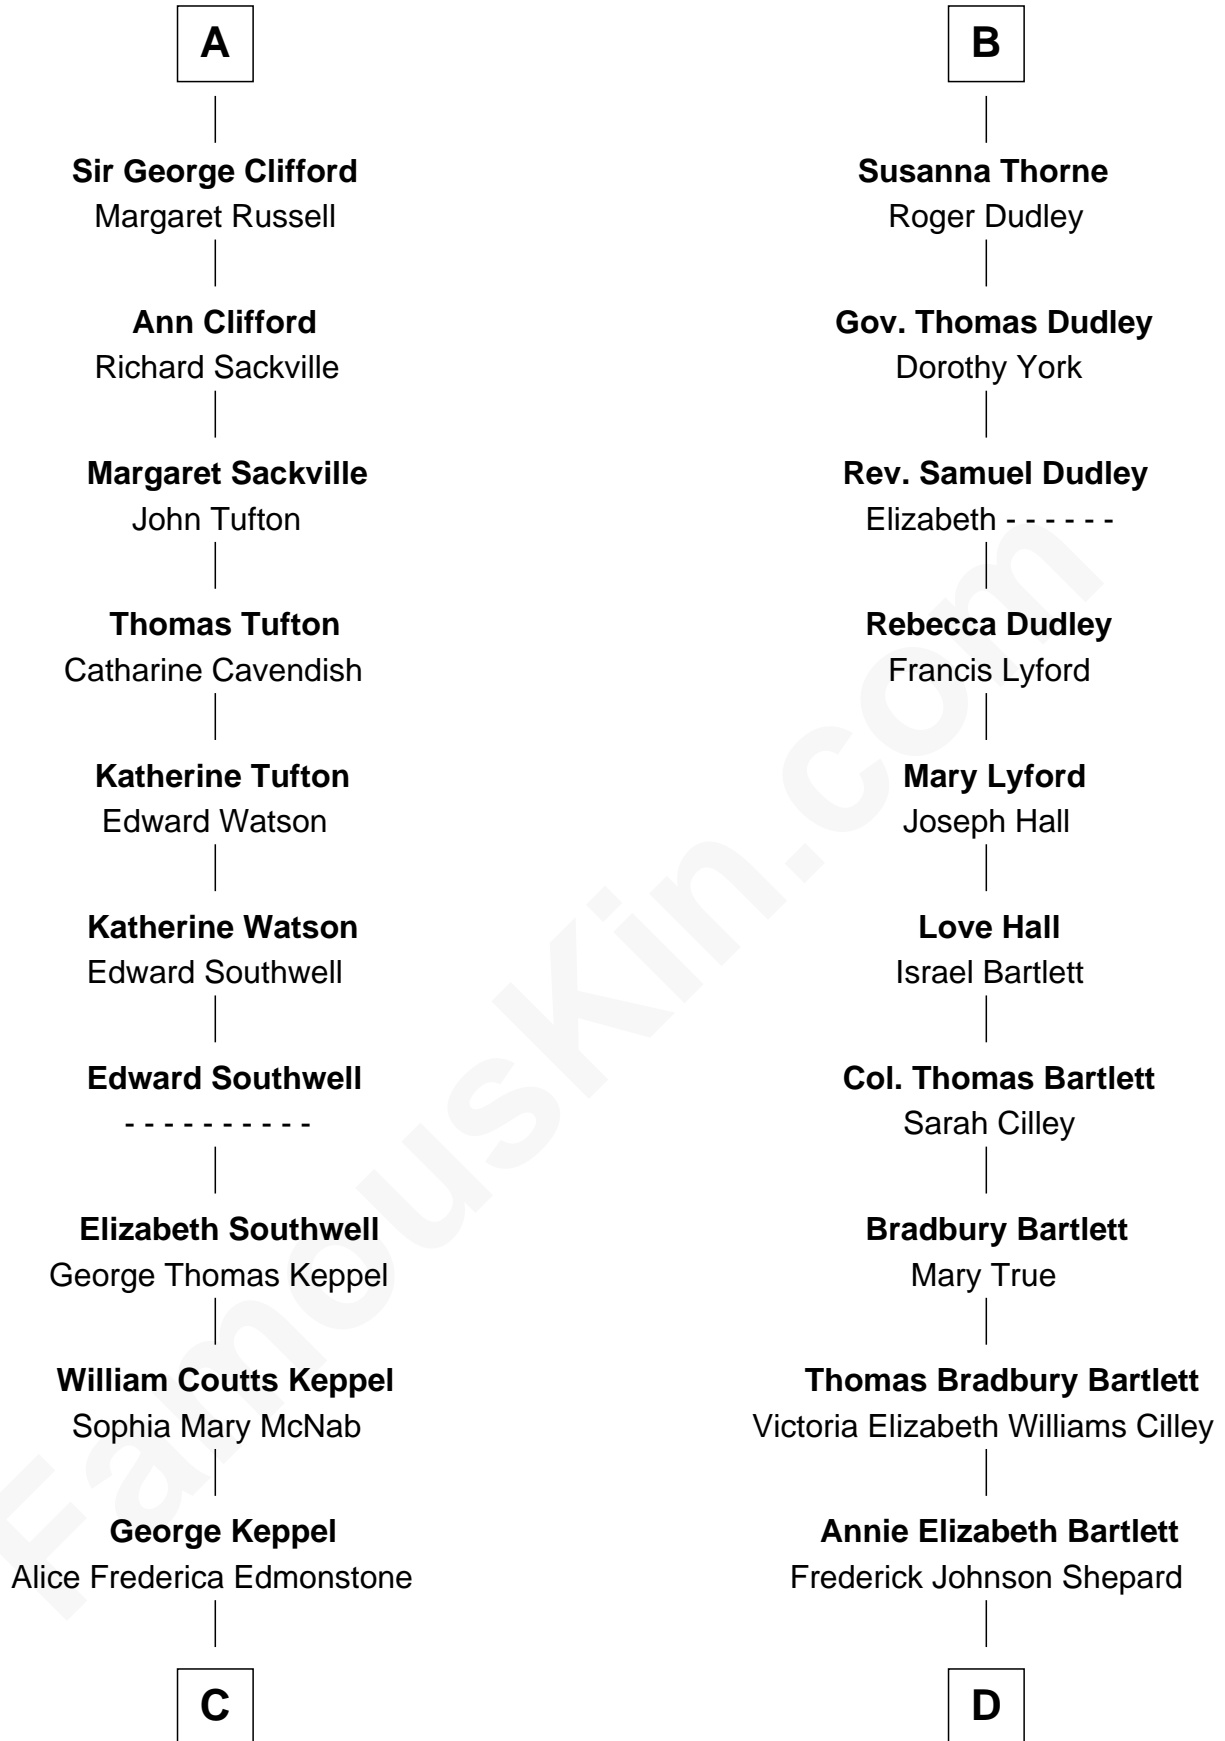 A
Sir George Clifford
Margaret Russell
Ann Clifford
Richard Sackville
Margaret Sackville
John Tufton
Thomas Tufton
Catharine Cavendish
Katherine Tufton
Edward Watson
Katherine Watson
Edward Southwell
Edward Southwell
- - - - - - - - - -
Elizabeth Southwell
George Thomas Keppel
William Coutts Keppel
Sophia Mary McNab
George Keppel
Alice Frederica Edmonstone
C
B
Susanna Thorne
Roger Dudley
Gov. Thomas Dudley
Dorothy York
Rev. Samuel Dudley
Elizabeth - - - - - -
Rebecca Dudley
Francis Lyford
Mary Lyford
Joseph Hall
Love Hall
Israel Bartlett
Col. Thomas Bartlett
Sarah Cilley
Bradbury Bartlett
Mary True
Thomas Bradbury Bartlett
Victoria Elizabeth Williams Cilley
Annie Elizabeth Bartlett
Frederick Johnson Shepard
D
FamousKin.com